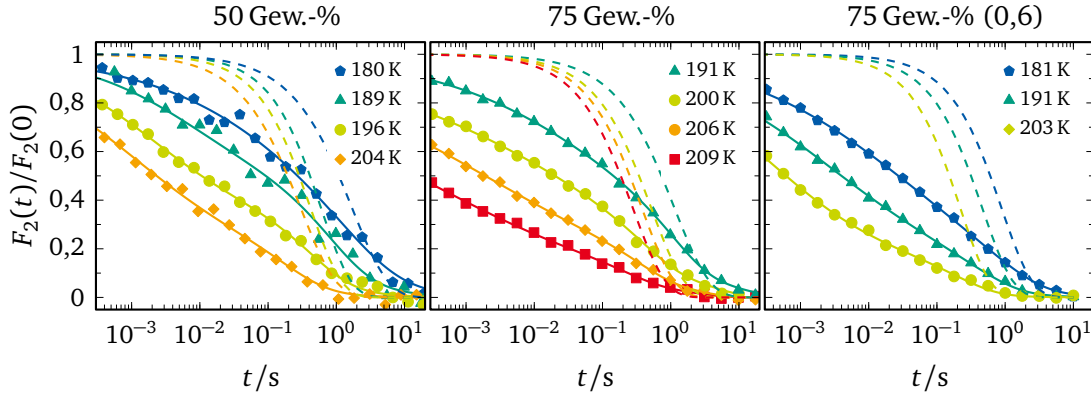 50 Gew.-%
75 Gew.-%
75 Gew.-% (0,6)
F₂(t)/F₂(0)
1
0,8
0,6
0,4
0,2
0
180 K
189 K
196 K
204 K
191 K
200 K
206 K
209 K
181 K
191 K
203 K
10⁻³ 10⁻² 10⁻¹ 10⁰ 10¹
10⁻³ 10⁻² 10⁻¹ 10⁰ 10¹
10⁻³ 10⁻² 10⁻¹ 10⁰ 10¹
t/s
t/s
t/s